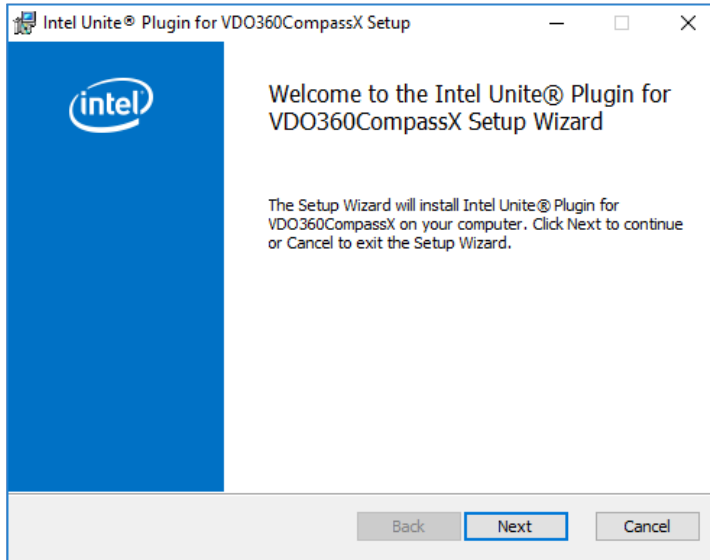 Intel Unite® Plugin for VDO360CompassX Setup
intel
Welcome to the Intel Unite® Plugin for
VDO360CompassX Setup Wizard
The Setup Wizard will install Intel Unite® Plugin for
VDO360CompassX on your computer. Click Next to continue
or Cancel to exit the Setup Wizard.
Back Next Cancel